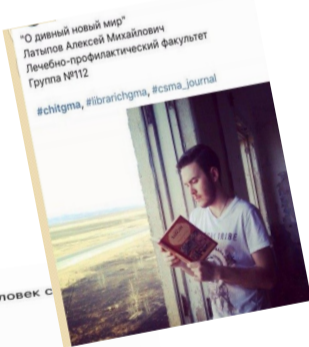 "О дивный новый мир"
Латыпов Алексей Михайлович
Лечебно-профилактический факультет
Группа №112
#chitgma, #librarichgma, #csma_journal
ловек с